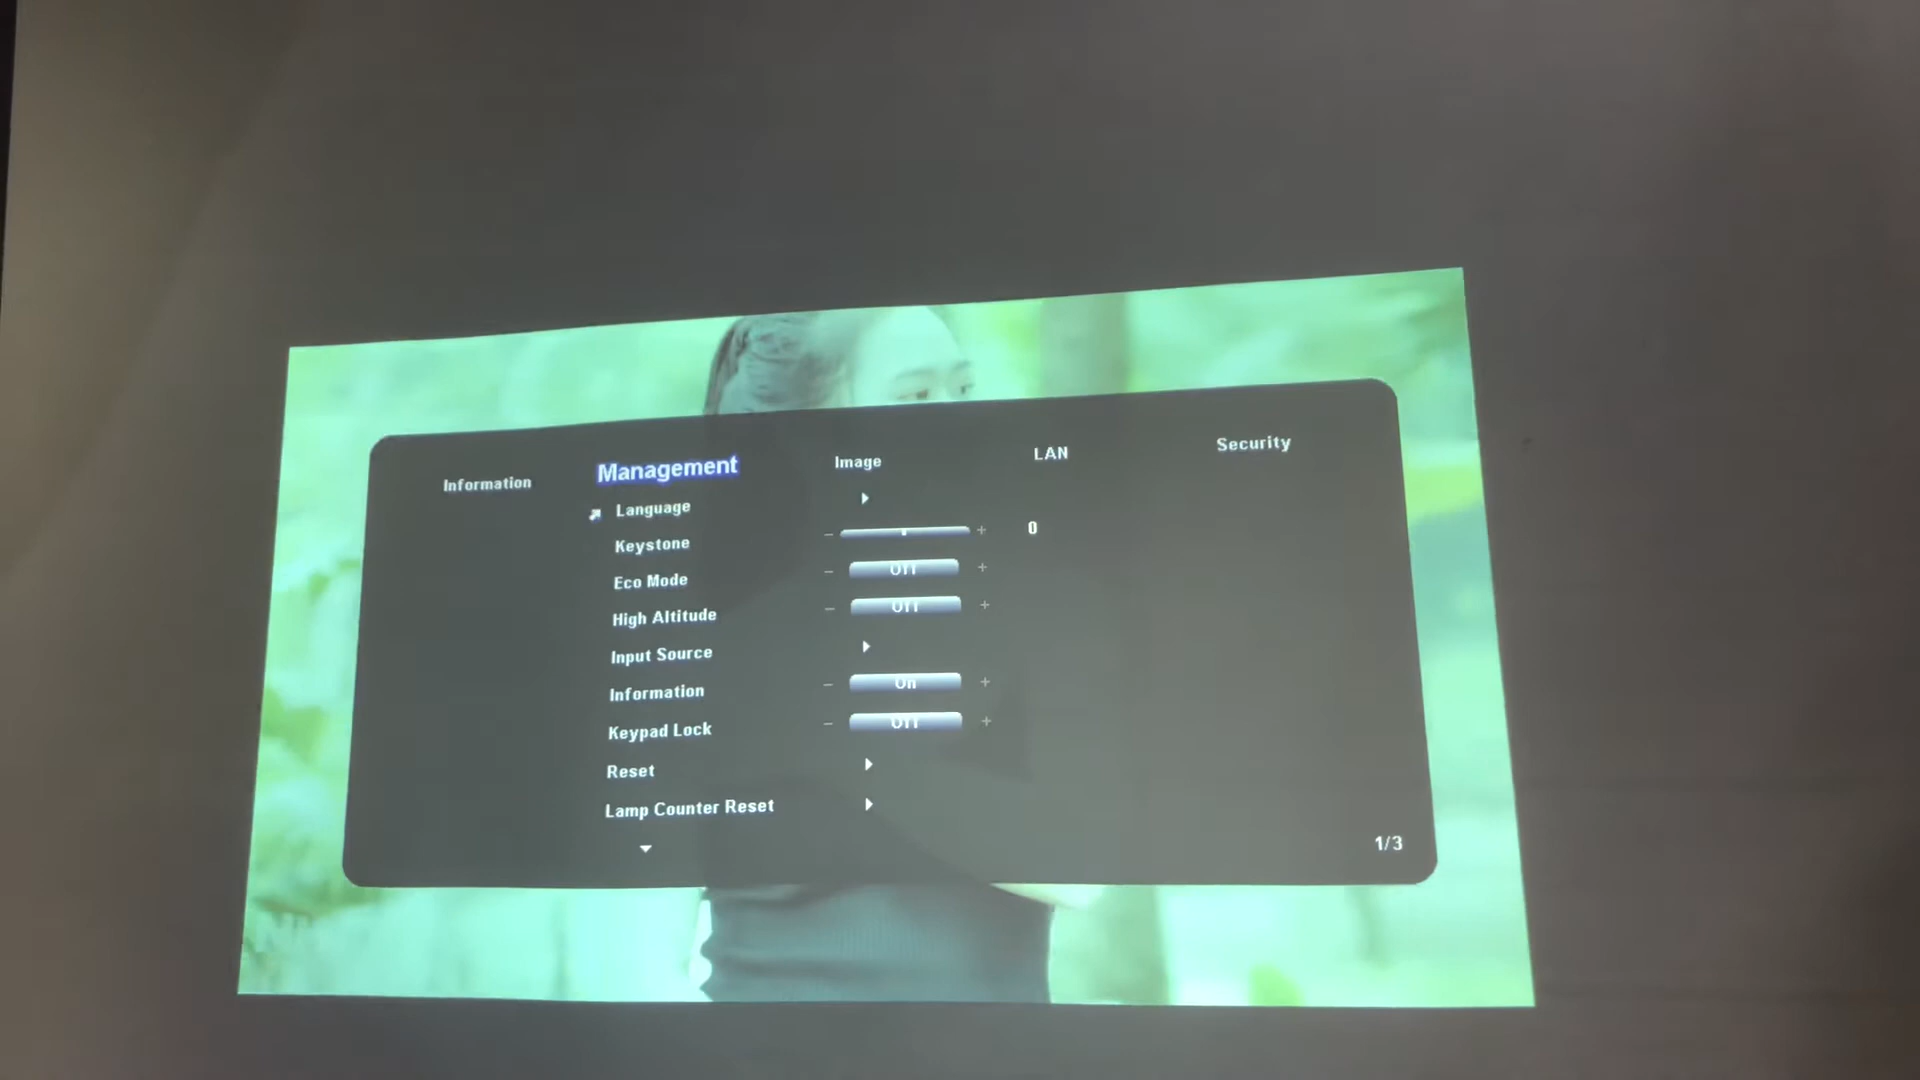 Information Management Image LAN Security
Language
Keystone - + 0
Eco Mode - Off +
High Altitude - Off +
Input Source
Information - On +
Keypad Lock - Off +
Reset
Lamp Counter Reset
1/3